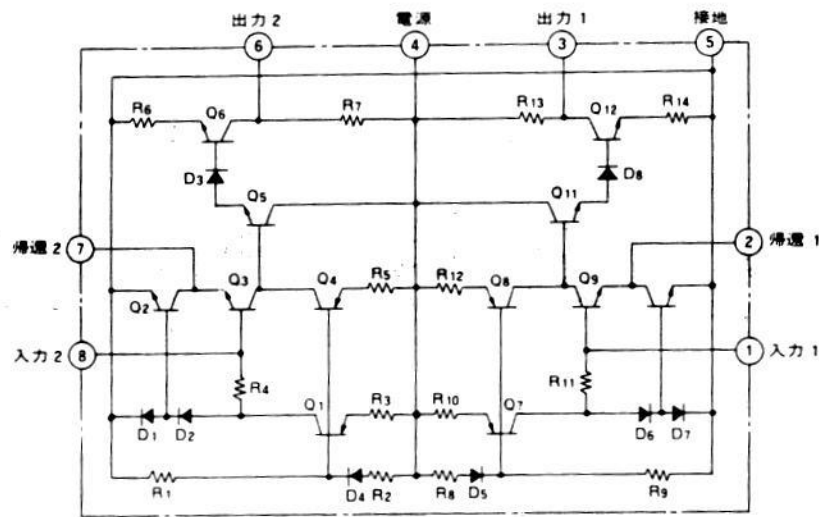 出力2 電源 出力1 接地
6 4 3 5
R6 Q6 R7 R13 Q12 R14
D3 D8
Q5 Q11
帰還2 7 2 帰還1
Q2 Q3 Q4 R5 R12 Q8 Q9
入力2 8 1 入力1
R4 R11
Q1 R3 R10 Q7
D1 D2 D6 D7
R1 D4 R2 R8 D5 R9